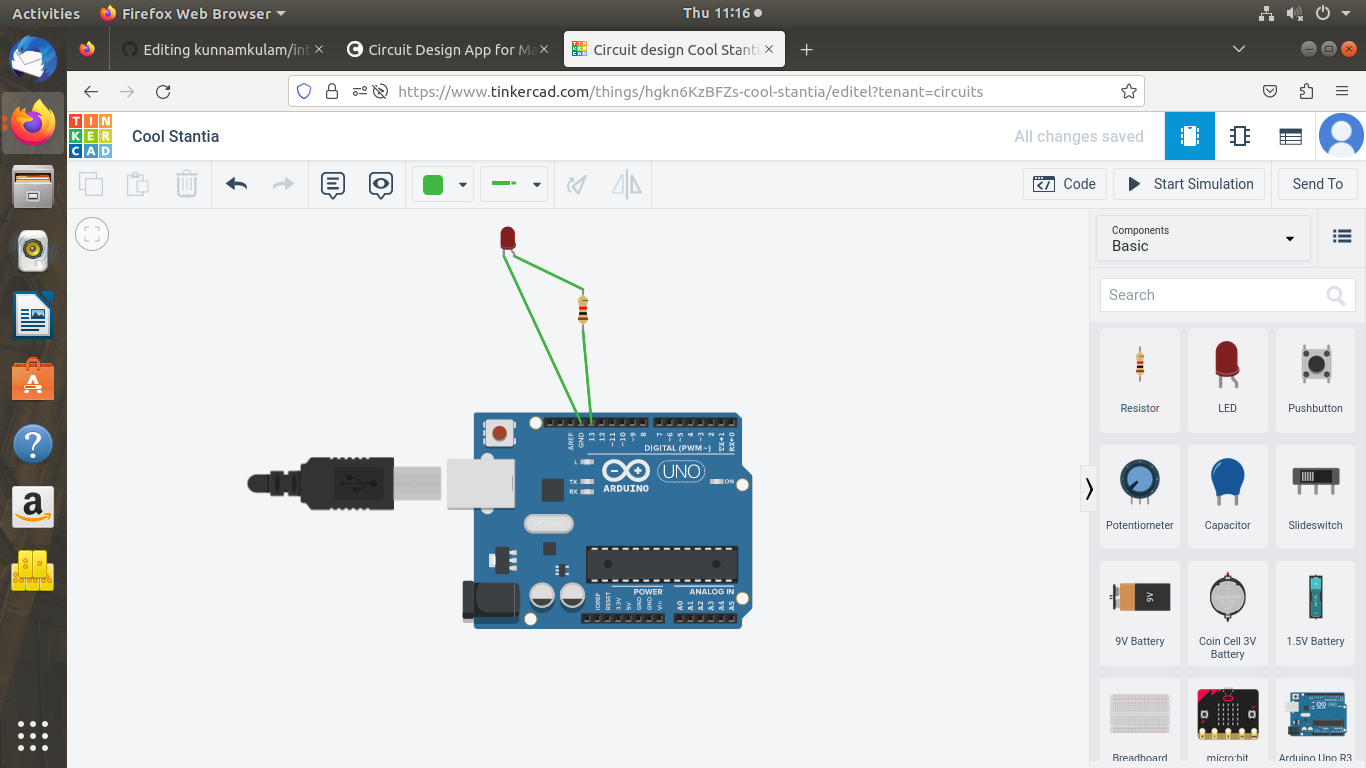 Activities Firefox Web Browser Thu 11:16
Editing kunnamkulam/int Circuit Design App for Ma Circuit design Cool Stanti
https://www.tinkercad.com/things/hgkn6KzBFZs-cool-stantia/editel?tenant=circuits
TIN
KER
CAD
Cool Stantia
All changes saved
Code
Start Simulation
Send To
Components
Basic
Search
Resistor
LED
Pushbutton
Potentiometer
Capacitor
Slideswitch
9V
9V Battery
Coin Cell 3V
Battery
1.5V Battery
Breadboard
micro:bit
Arduino Uno R3
AREF
GND
13
12
~11
~10
~9
8
7
~6
~5
4
~3
2
TX→1
RX←0
DIGITAL (PWM~)
L
TX
RX
ARDUINO
UNO
ON
POWER
ANALOG IN
IOREF
RESET
3.3V
5V
GND
GND
Vin
A0
A1
A2
A3
A4
A5